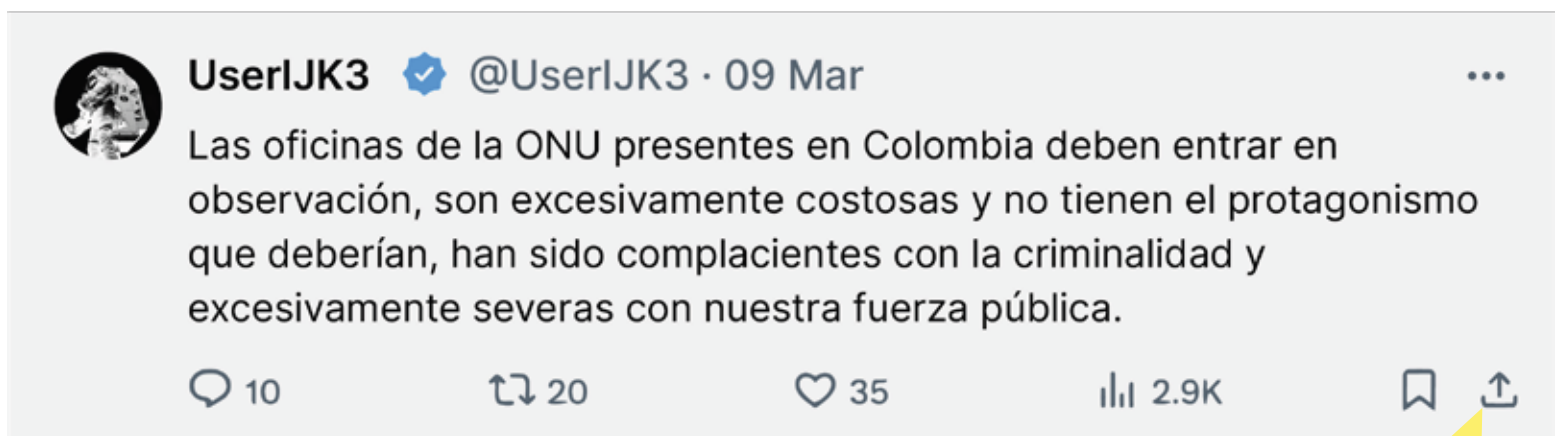 UserIJK3 @UserIJK3 · 09 Mar
Las oficinas de la ONU presentes en Colombia deben entrar en
observación, son excesivamente costosas y no tienen el protagonismo
que deberían, han sido complacientes con la criminalidad y
excesivamente severas con nuestra fuerza pública.
10 20 35 2.9K